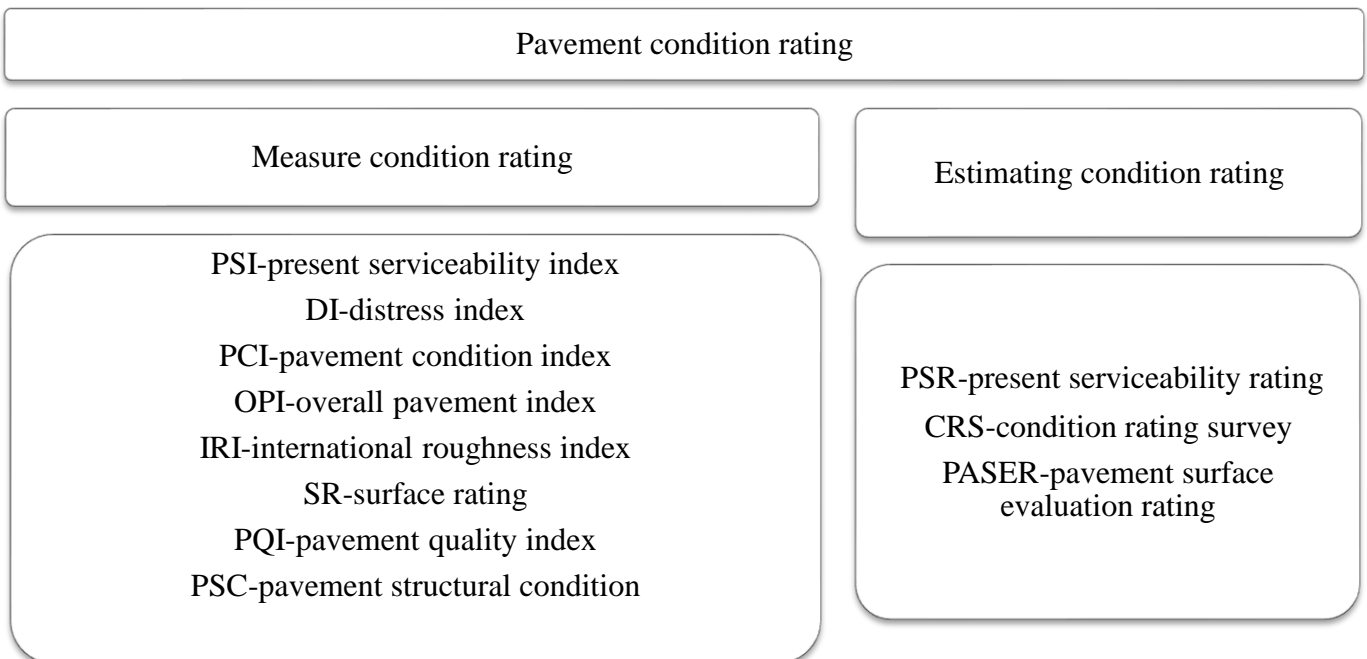 Pavement condition rating
Measure condition rating
Estimating condition rating
PSI-present serviceability index
DI-distress index
PCI-pavement condition index
OPI-overall pavement index
IRI-international roughness index
SR-surface rating
PQI-pavement quality index
PSC-pavement structural condition
PSR-present serviceability rating
CRS-condition rating survey
PASER-pavement surface
evaluation rating